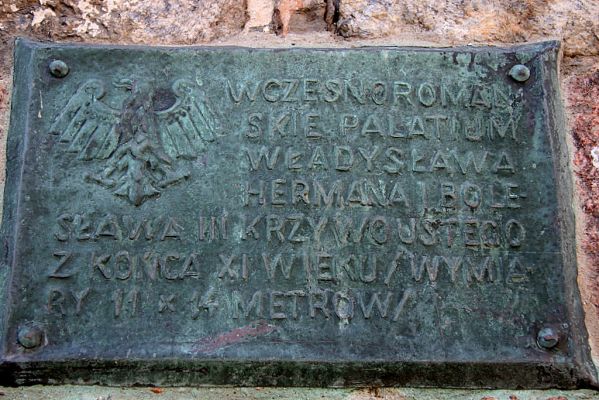 WCZESNOROMAŃ
SKIE PALATIUM
WŁADYSŁAWA
HERMANA I BOLE-
SŁAWA III KRZYWOUSTEGO
Z KOŃCA XI WIEKU /WYMIA
RY 11 x 14 METRÓW/